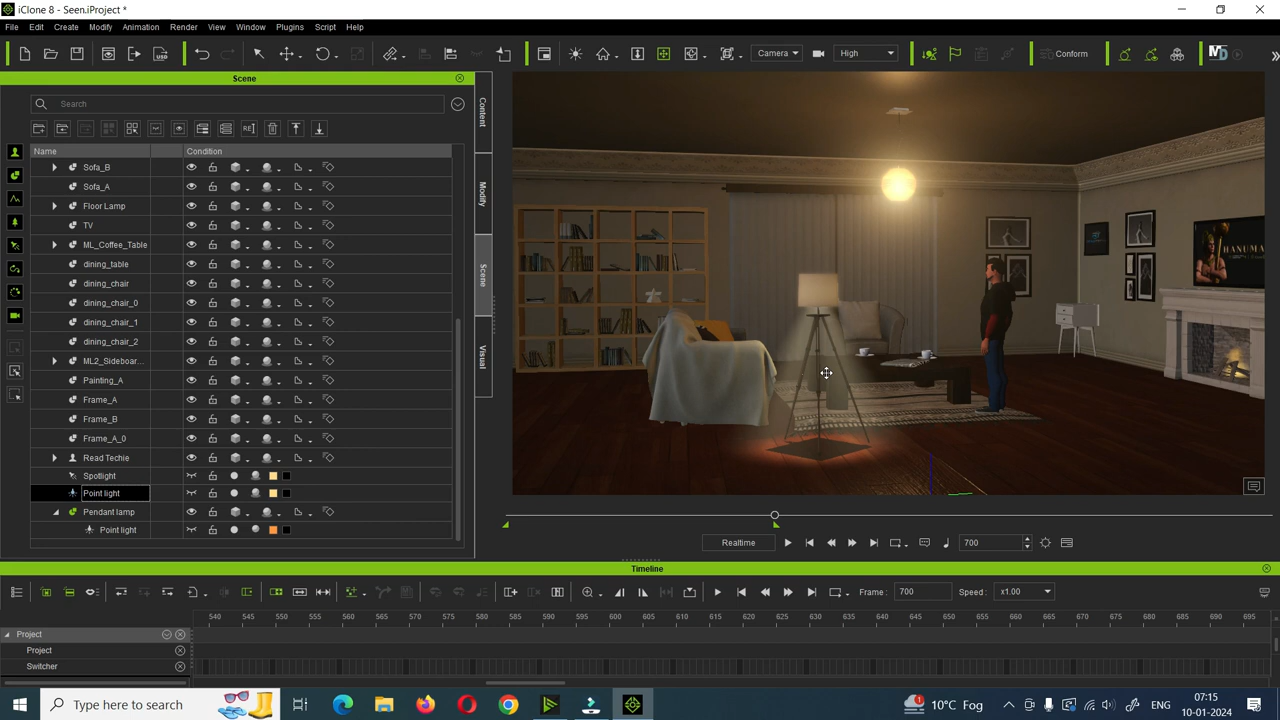 iClone 8 - Seen.iProject *
File Edit Create Modify Animation Render View Window Plugins Script Help
Camera High Conform
Scene
Search
Name Condition
Sofa_B
Sofa_A
Floor Lamp
TV
ML_Coffee_Table
dining_table
dining_chair
dining_chair_0
dining_chair_1
dining_chair_2
ML2_Sideboar...
Painting_A
Frame_A
Frame_B
Frame_A_0
Read Techie
Spotlight
Point light
Pendant lamp
Point light
Content
Modify
Scene
Visual
HANUMA
Realtime 700
Timeline
Frame : 700 Speed : x1.00
540 545 550 555 560 565 570 575 580 585 590 595 600 605 610 615 620 625 630 635 640 645 650 655 660 665 670 675 680 685 690 695
Project
Project
Switcher
Type here to search
10°C Fog
ENG
07:15
10-01-2024